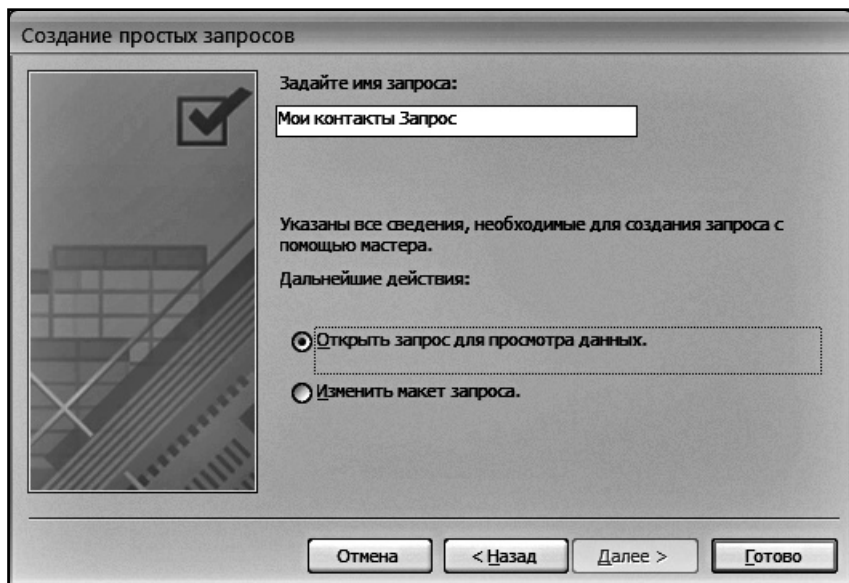 Создание простых запросов
Задайте имя запроса:
Мои контакты Запрос
Указаны все сведения, необходимые для создания запроса с
помощью мастера.
Дальнейшие действия:
Открыть запрос для просмотра данных.
Изменить макет запроса.
Отмена
< Назад
Далее >
Готово